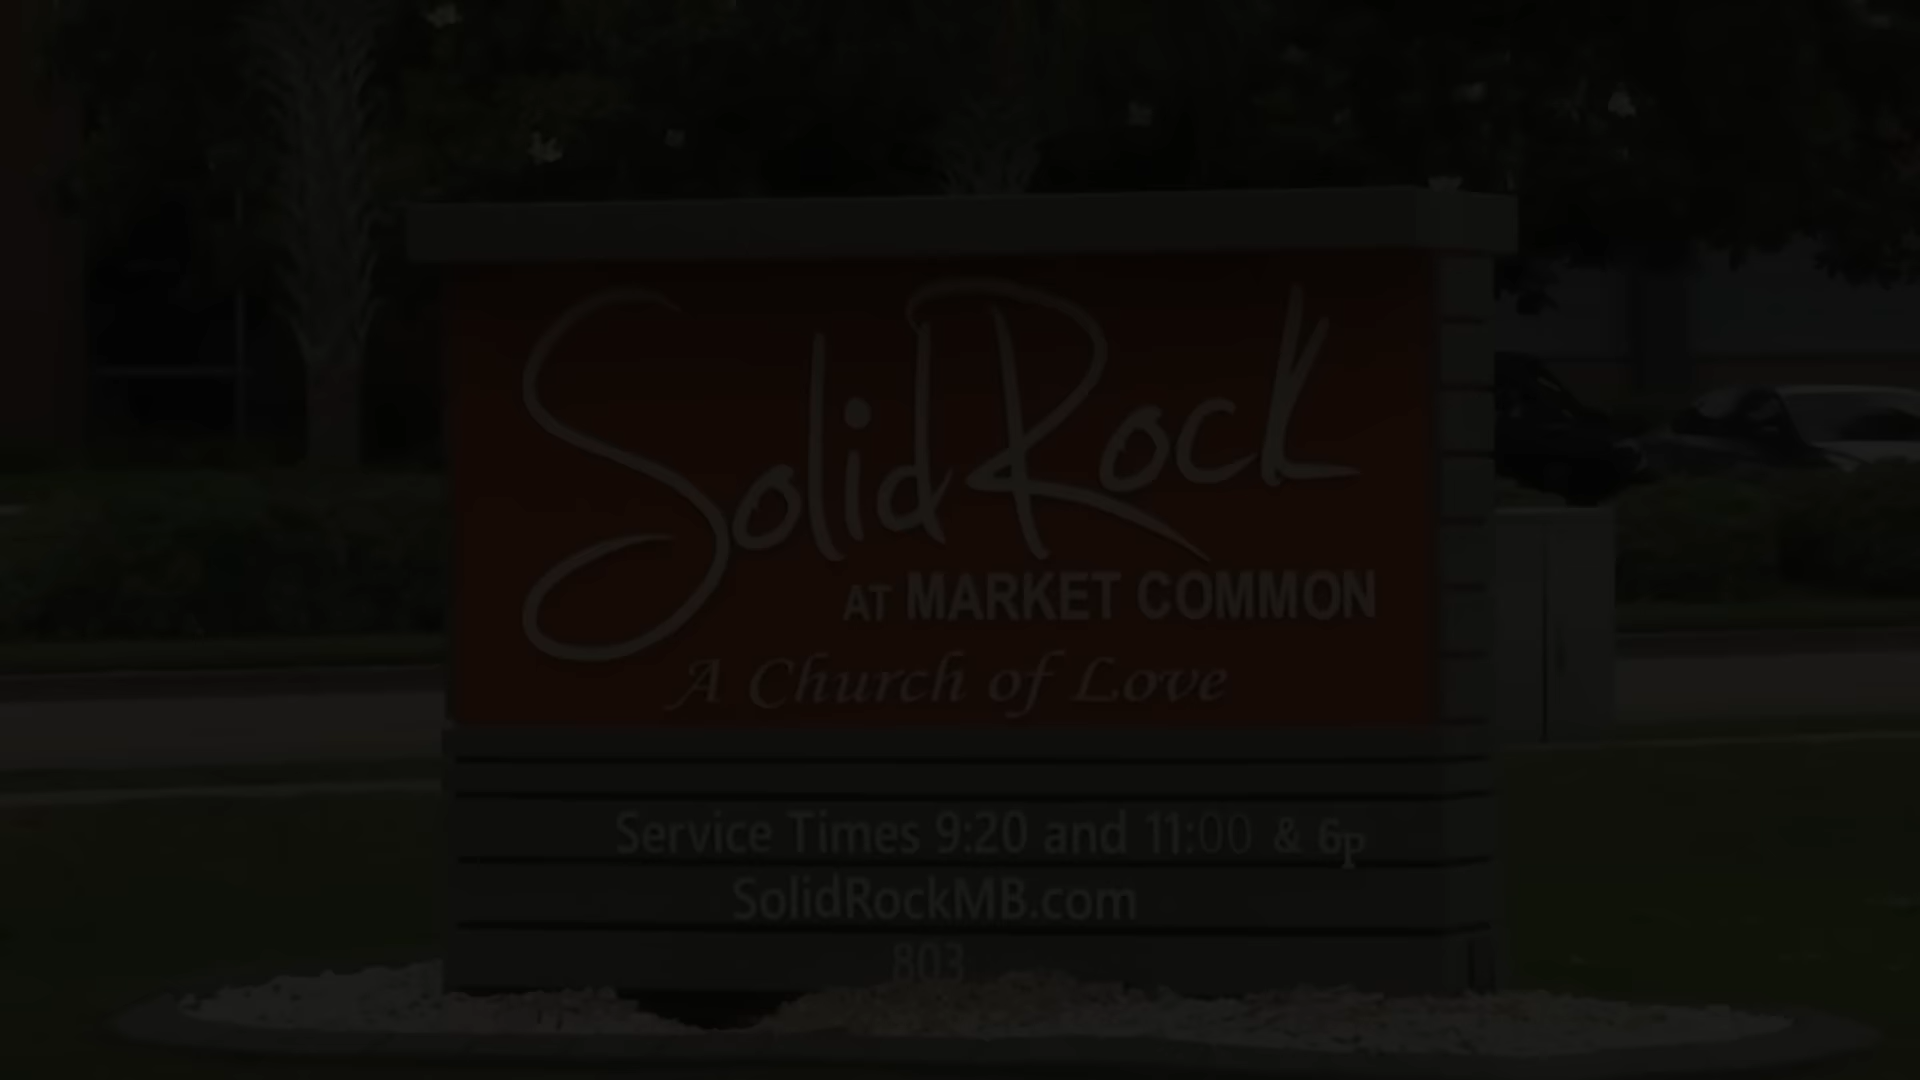 SolidRock
AT MARKET COMMON
A Church of Love
Service Times 9:20 and 11:00 & 6p
SolidRockMB.com
803